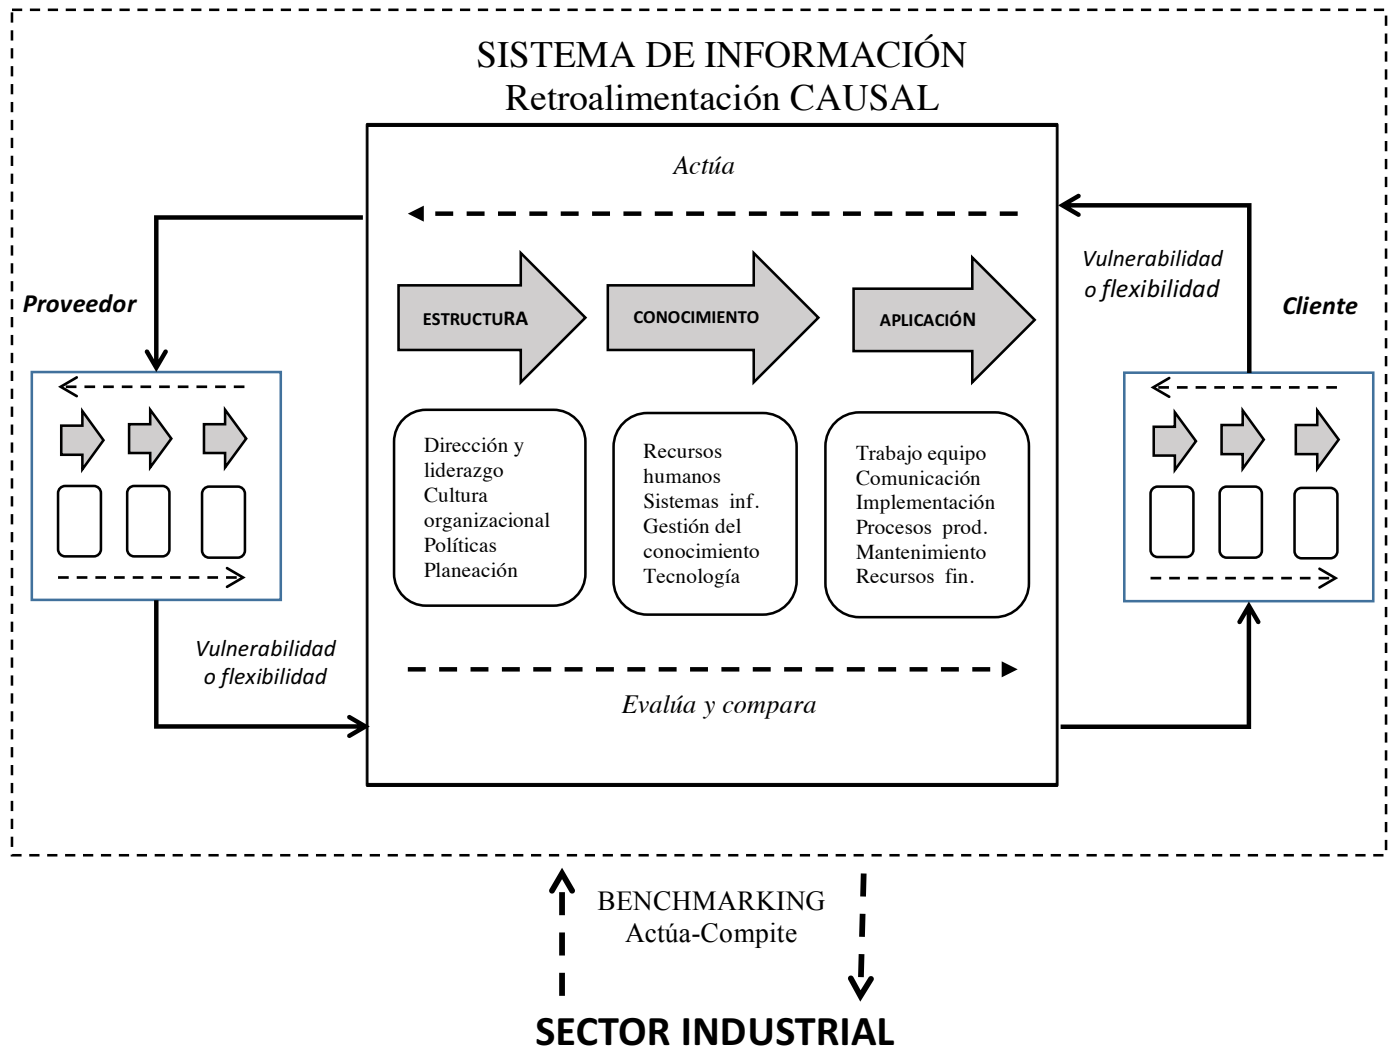 SISTEMA DE INFORMACIÓN
Retroalimentación CAUSAL
Actúa
Proveedor
Vulnerabilidad
o flexibilidad
Cliente
ESTRUCTURA
CONOCIMIENTO
APLICACIÓN
Dirección y
liderazgo
Cultura
organizacional
Políticas
Planeación
Recursos
humanos
Sistemas inf.
Gestión del
conocimiento
Tecnología
Trabajo equipo
Comunicación
Implementación
Procesos prod.
Mantenimiento
Recursos fin.
Vulnerabilidad
o flexibilidad
Evalúa y compara
BENCHMARKING
Actúa-Compite
SECTOR INDUSTRIAL